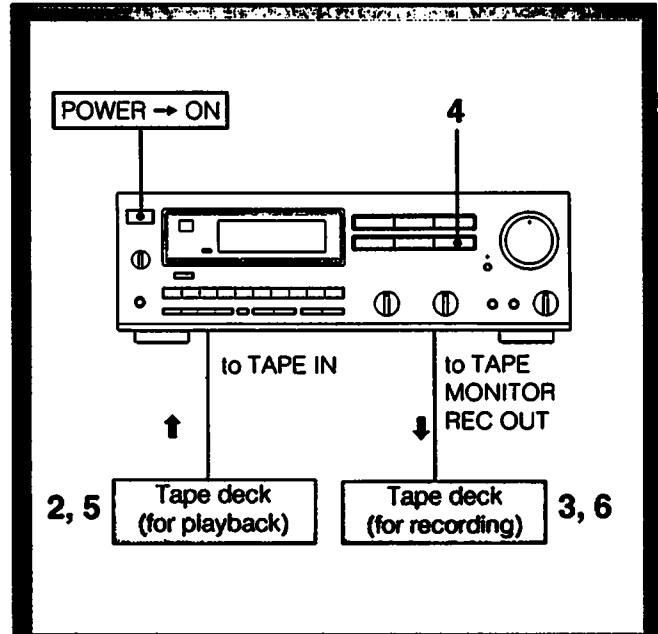 POWER → ON
4
to TAPE IN
to TAPE
MONITOR
REC OUT
2, 5
Tape deck
(for playback)
Tape deck
(for recording)
3, 6